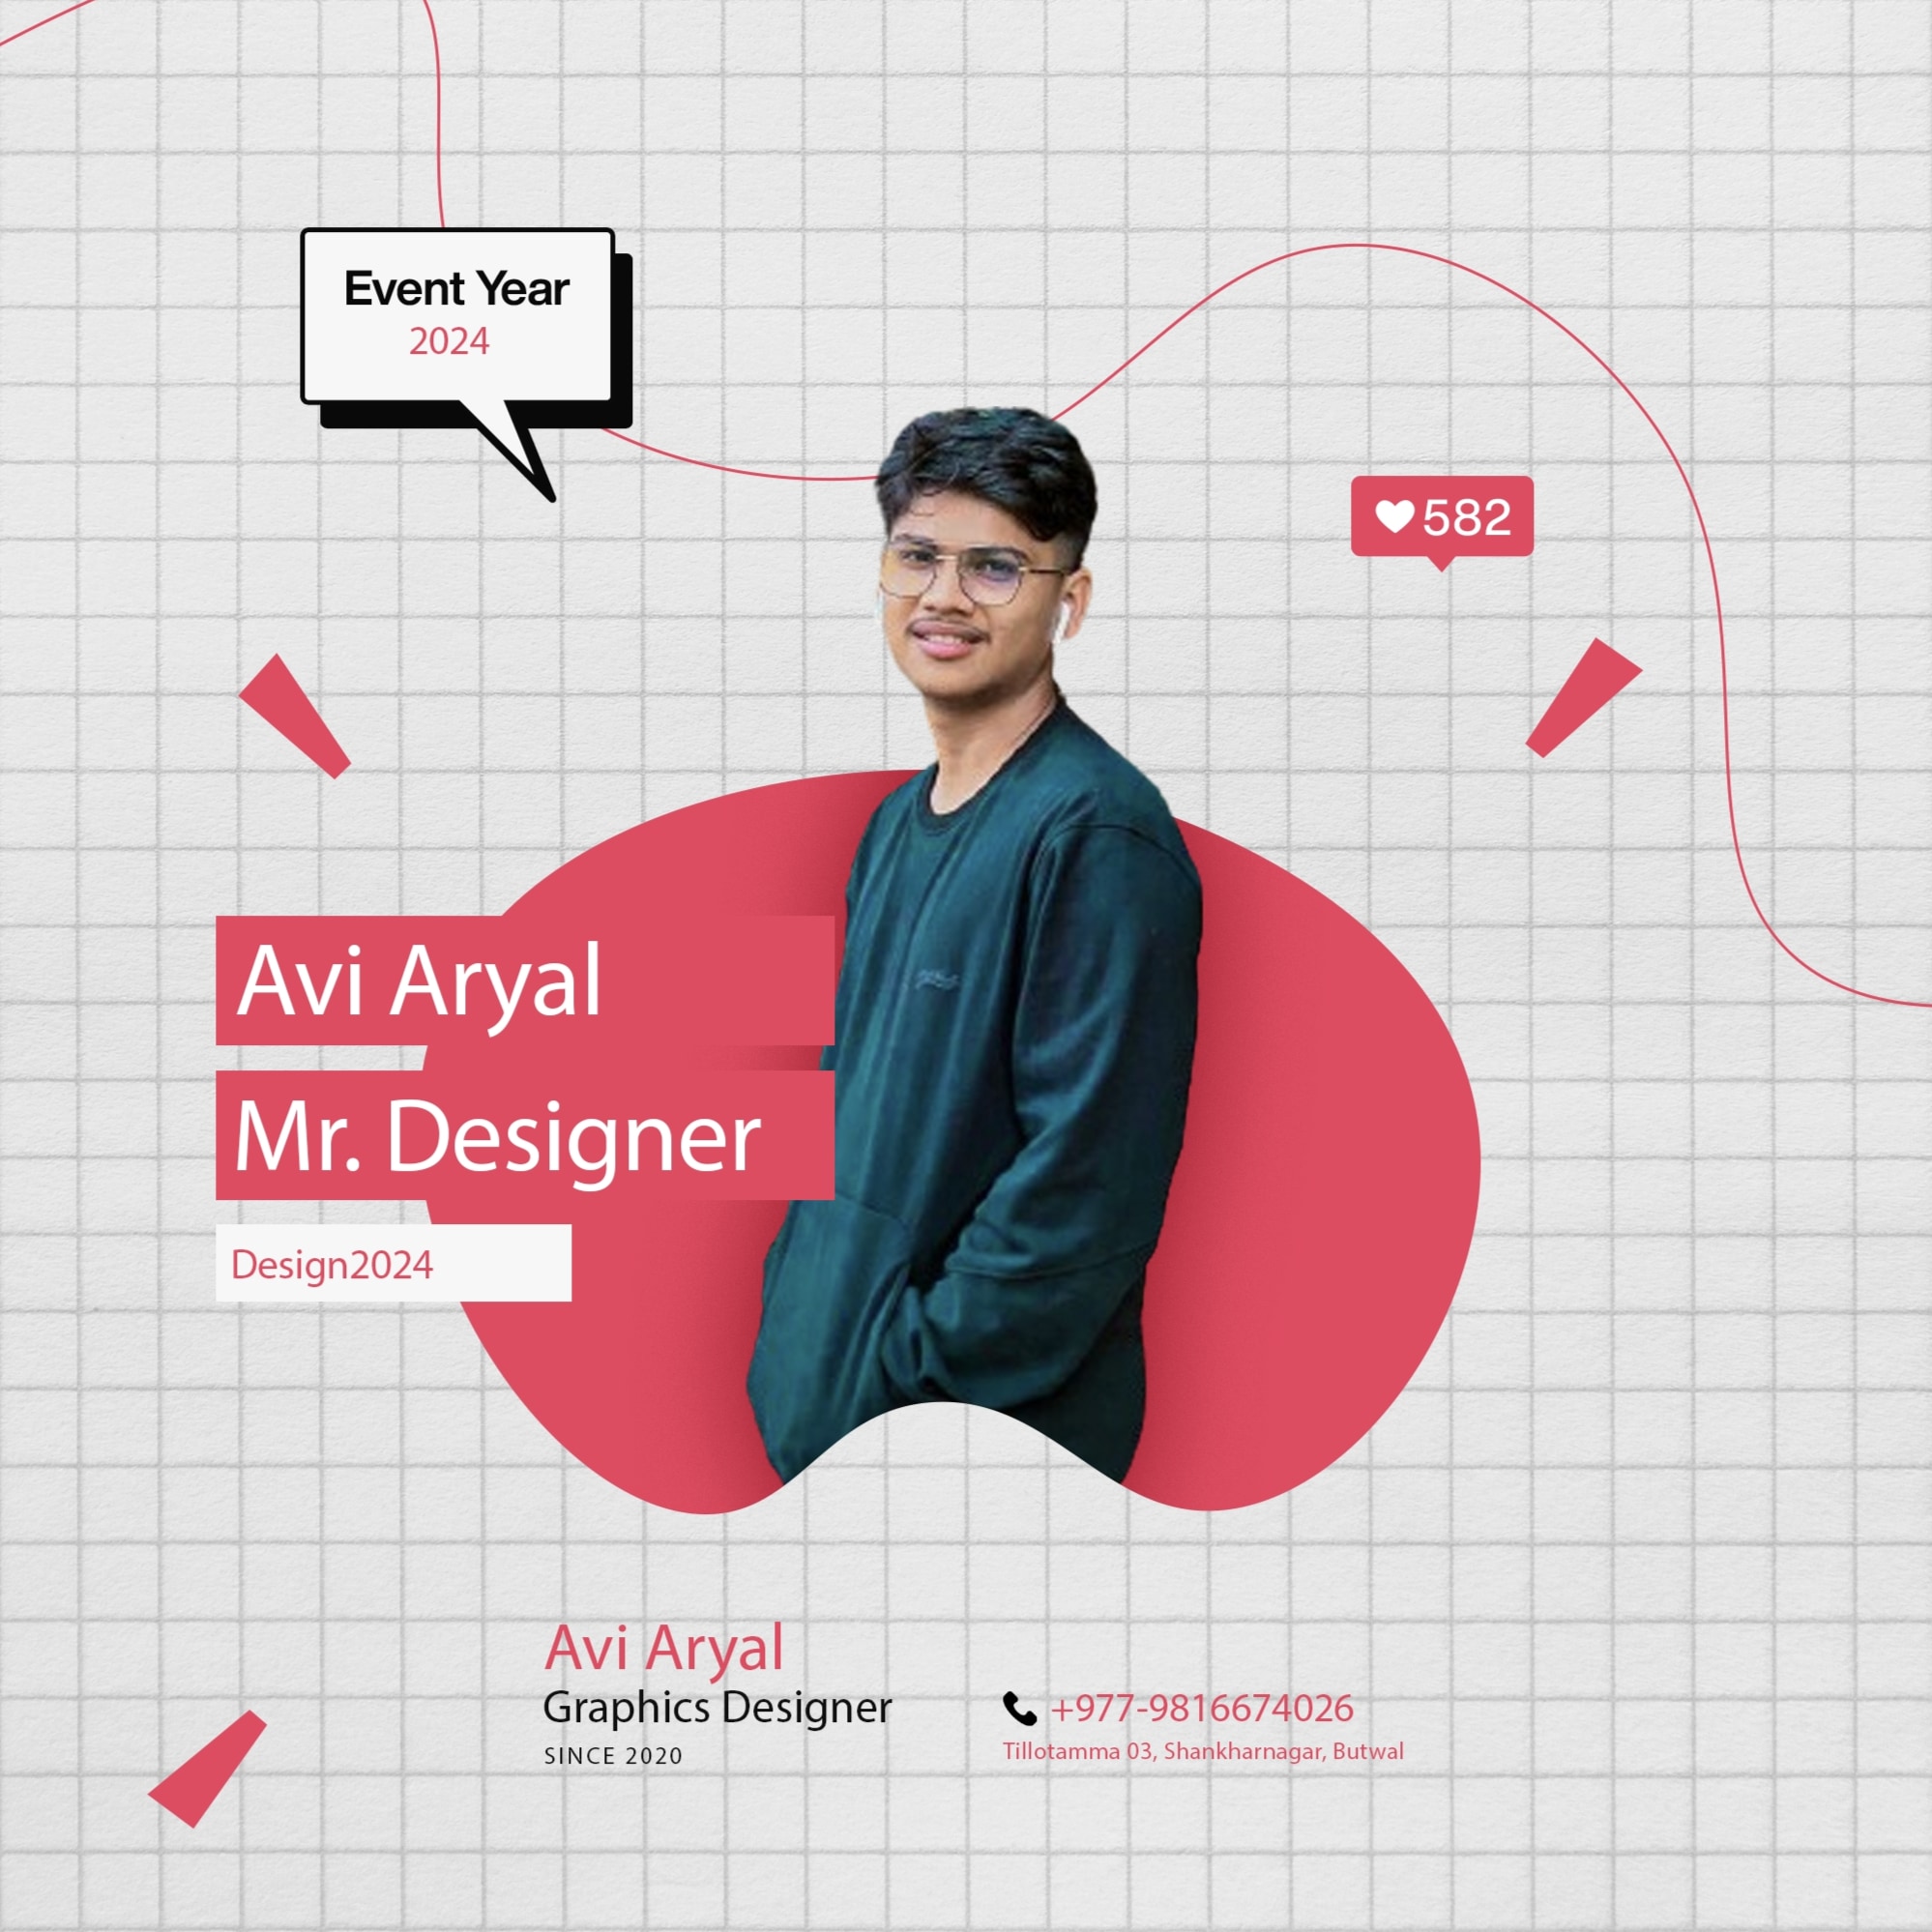 Event Year
2024
582
Avi Aryal
Mr. Designer
Design2024
Avi Aryal
Graphics Designer
SINCE 2020
+977-9816674026
Tillotamma 03, Shankharnagar, Butwal